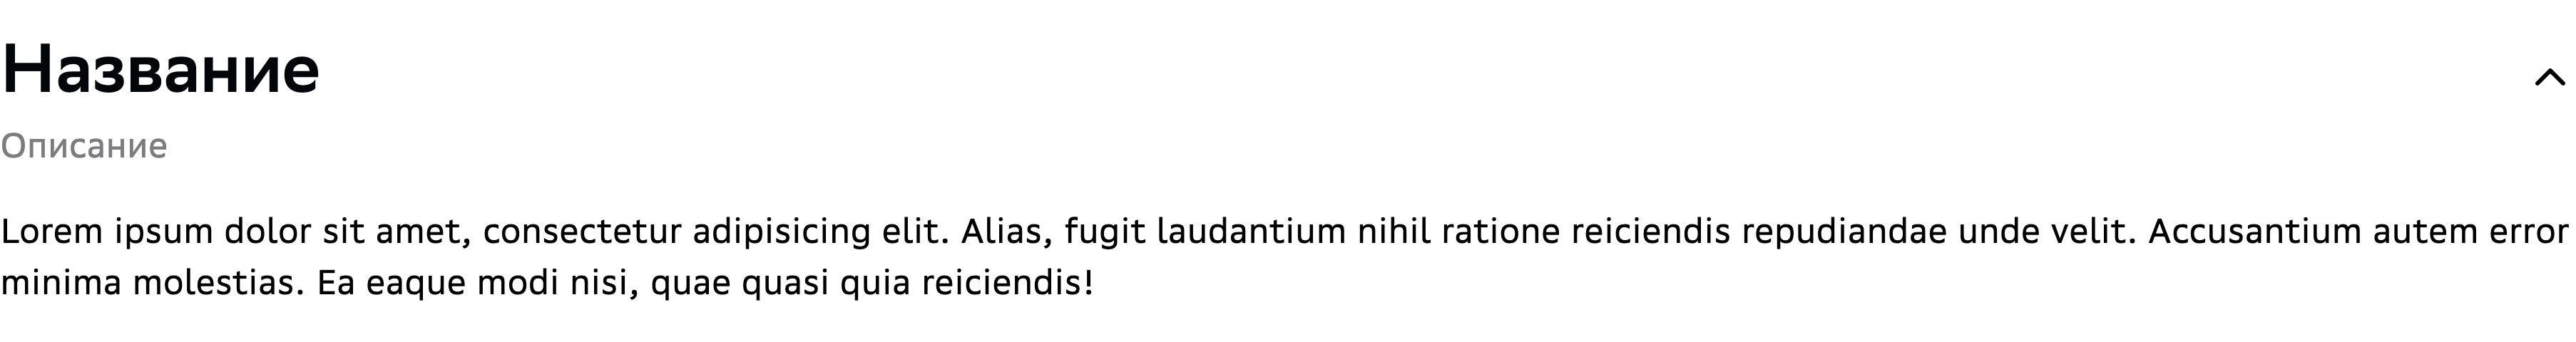 Название
Описание
Lorem ipsum dolor sit amet, consectetur adipisicing elit. Alias, fugit laudantium nihil ratione reiciendis repudiandae unde velit. Accusantium autem error
minima molestias. Ea eaque modi nisi, quae quasi quia reiciendis!